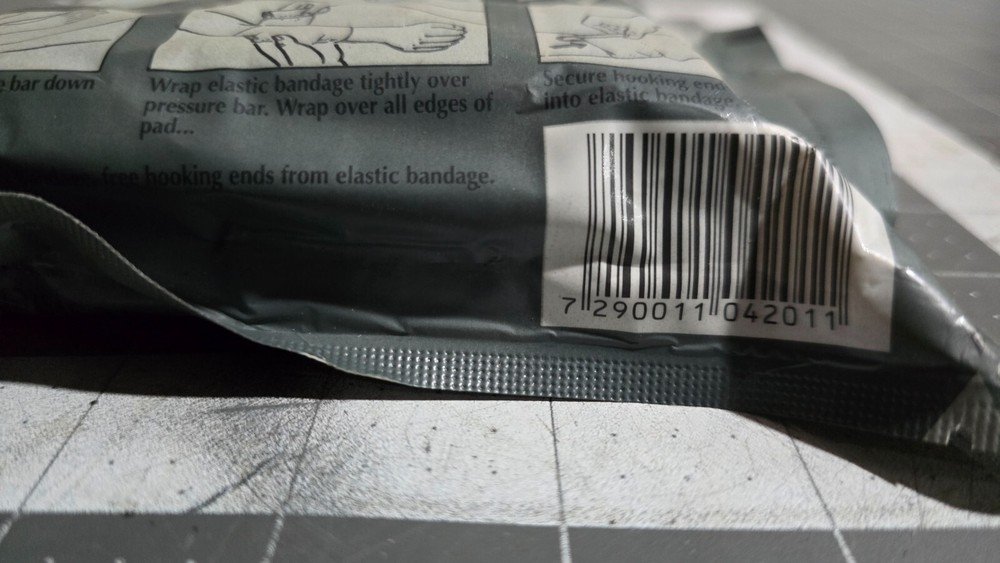 e bar down
Wrap elastic bandage tightly over
pressure bar. Wrap over all edges of
pad...
Secure hooking end
into elastic bandage
free hooking ends from elastic bandage.
7 290011 042011